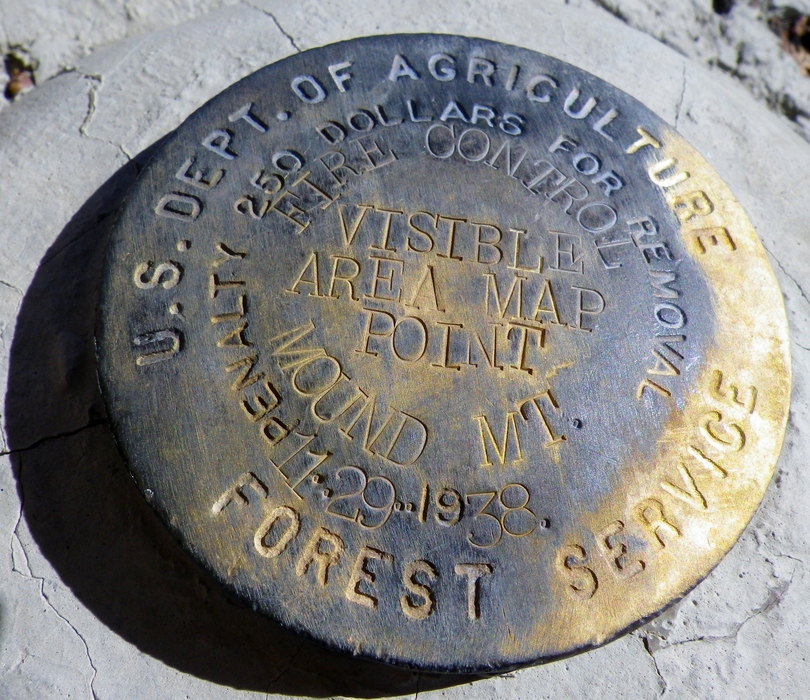 U.S. DEPT. OF AGRICULTURE
PENALTY 250 DOLLARS FOR REMOVAL
FIRE CONTROL
VISIBLE
AREA MAP
POINT
MOUND MT.
11..29..1938.
FOREST SERVICE